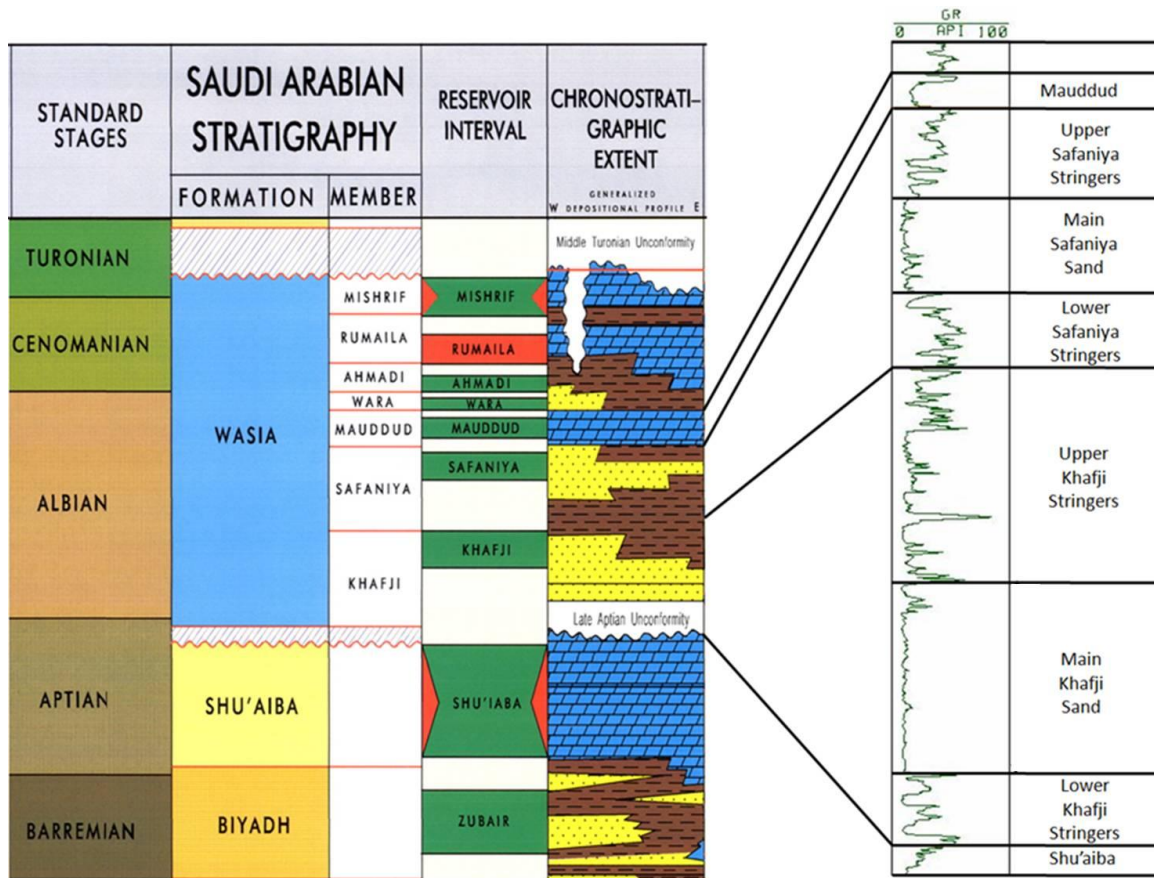 STANDARD
STAGES
SAUDI ARABIAN
STRATIGRAPHY
FORMATION
MEMBER
RESERVOIR
INTERVAL
CHRONOSTRATI-
GRAPHIC
EXTENT
GENERALIZED
W DEPOSITIONAL PROFILE E
TURONIAN
CENOMANIAN
ALBIAN
APTIAN
BARREMIAN
WASIA
SHU'AIBA
BIYADH
MISHRIF
RUMAILA
AHMADI
WARA
MAUDDUD
SAFANIYA
KHAFJI
MISHRIF
RUMAILA
AHMADI
WARA
MAUDDUD
SAFANIYA
KHAFJI
SHU'IABA
ZUBAIR
Middle Turonian Unconformity
Late Aptian Unconformity
GR
0 API 100
Mauddud
Upper
Safaniya
Stringers
Main
Safaniya
Sand
Lower
Safaniya
Stringers
Upper
Khafji
Stringers
Main
Khafji
Sand
Lower
Khafji
Stringers
Shu'aiba